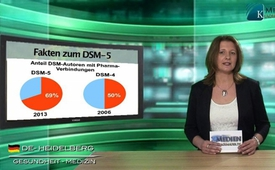 Fakten zum DSM-5
Anteil DSM-Autoren mit Pharma-
Verbindungen
DSM-5
DSM-4
69%
50%
2013
2006
DE-HEIDELBERG
GESUNDHEIT - MEDIZIN
MEDIEN
K